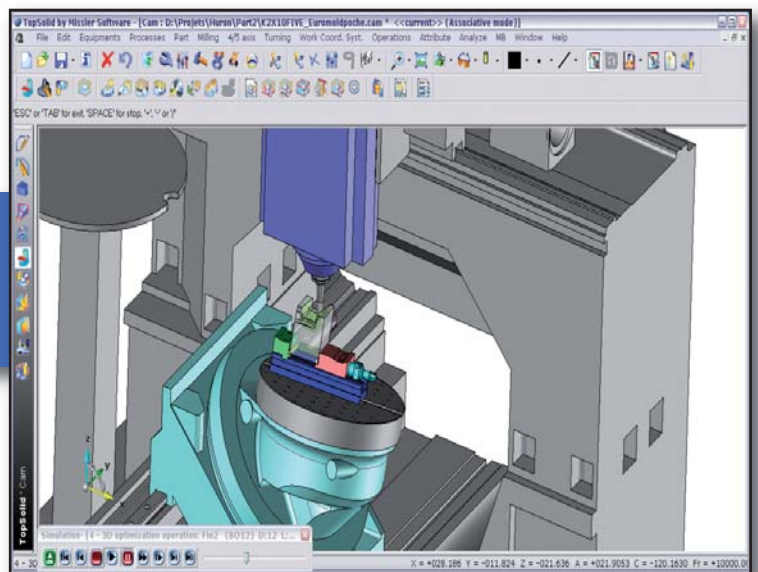 TopSolid by Missler Software - [Cam : D:\Projets\Huron\Part2\K2X10FIVE_Euromoldpoche.cam * <<current>> (Associative mode)]
File Edit Equipments Processes Part Milling 4/5 axis Turning Work Coord. Syst. Operations Attribute Analyze MB Window Help
'ESC' or 'TAB' for exit, 'SPACE' for stop, '+', '-' or '/'
z
y
TopSolid'Cam
Simulation- [4 - 3D optimization operation: Fin2- (BO12) D:12 L:...
4 - 3D
X = +028.186 Y = -011.824 Z = -021.636 A = +021.9053 C = -120.1630 Fr = +10000.00